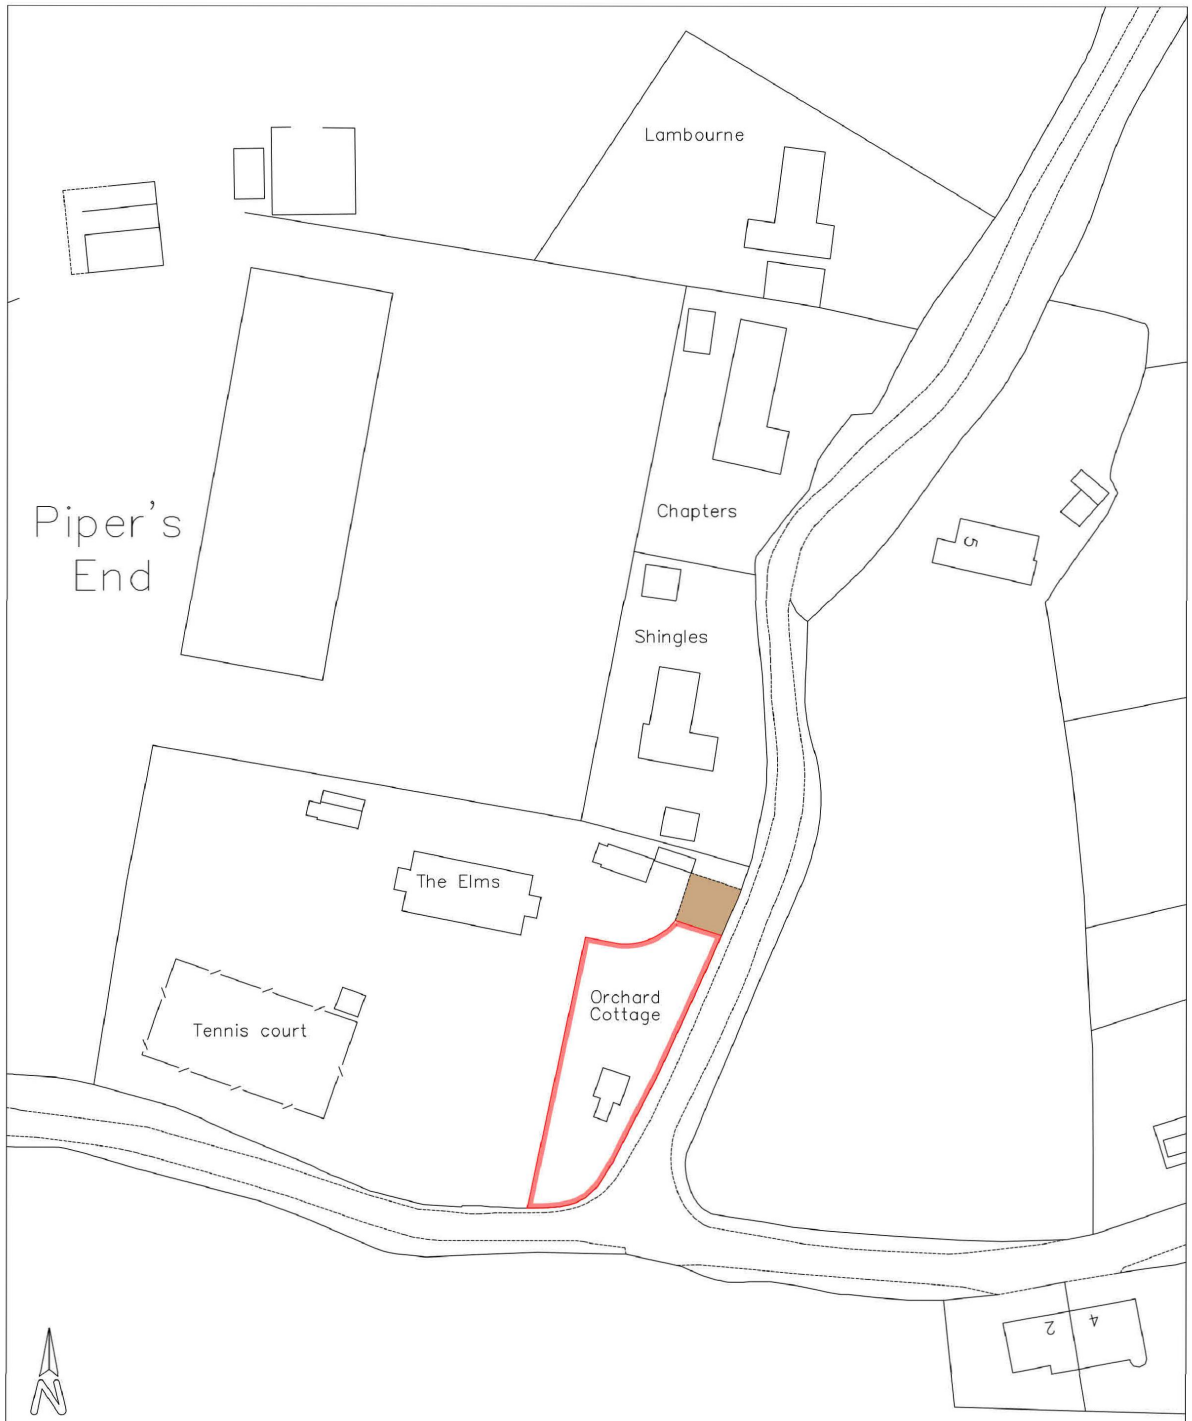 Lambourne
Piper's
End
Chapters
5
Shingles
The Elms
Orchard
Cottage
Tennis court
2
4
N